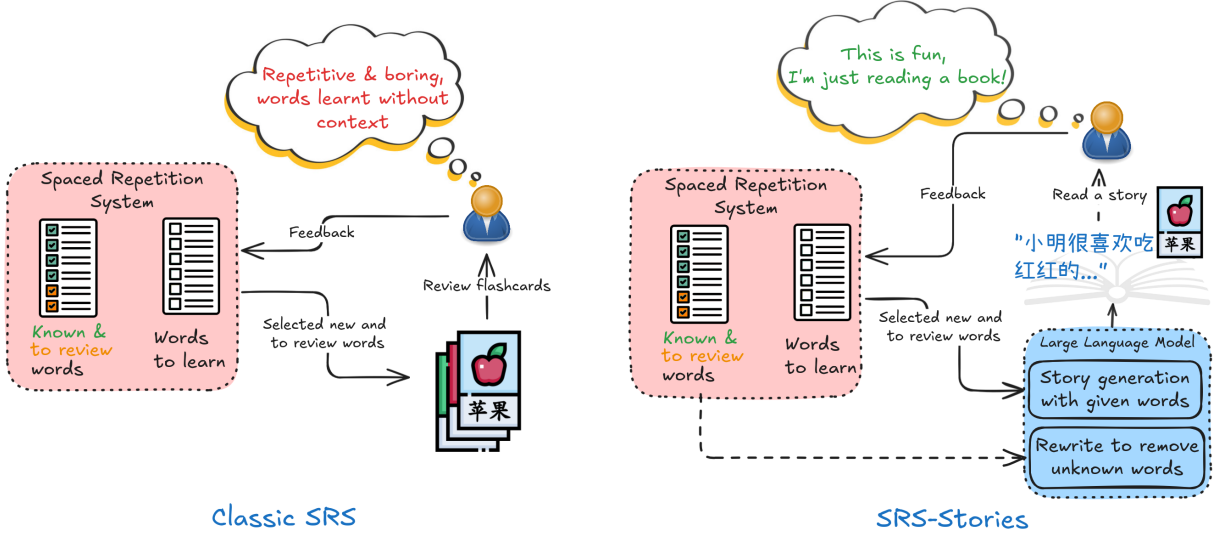 Repetitive & boring,
words learnt without
context
Spaced Repetition
System
Known &
to review
words
Words
to learn
Feedback
Selected new and
to review words
Review flashcards
苹果
Classic SRS
This is fun,
I'm just reading a book!
Spaced Repetition
System
Known &
to review
words
Words
to learn
Feedback
Selected new and
to review words
Read a story
苹果
"小明很喜欢吃
红红的..."
Large Language Model
Story generation
with given words
Rewrite to remove
unknown words
SRS-Stories